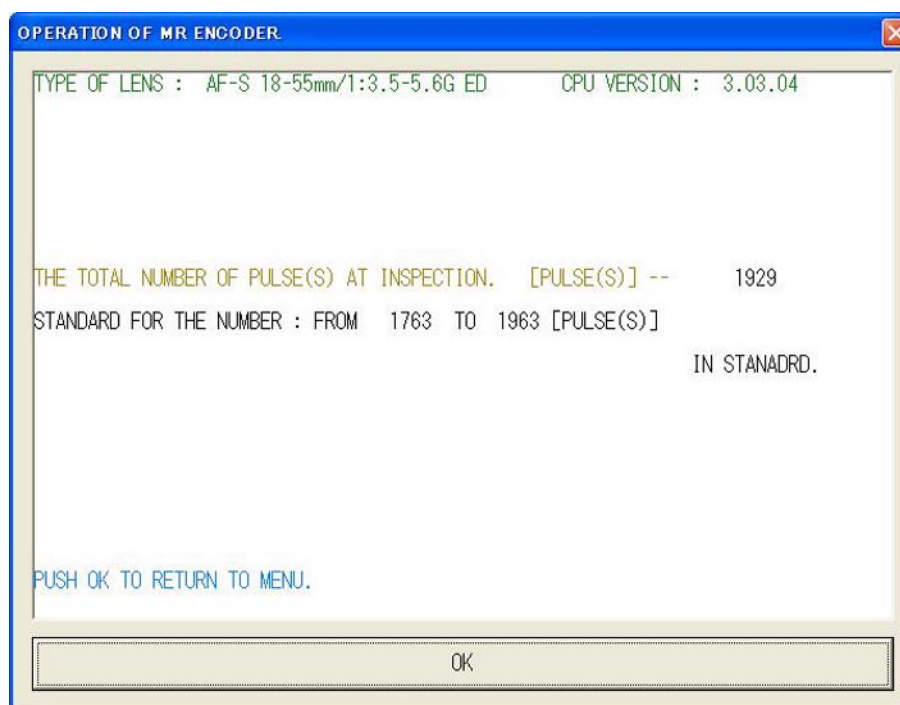 OPERATION OF MR ENCODER
TYPE OF LENS : AF-S 18-55mm/1:3.5-5.6G ED CPU VERSION : 3.03.04
THE TOTAL NUMBER OF PULSE(S) AT INSPECTION. [PULSE(S)] -- 1929
STANDARD FOR THE NUMBER : FROM 1763 TO 1963 [PULSE(S)]
IN STANADRD.
PUSH OK TO RETURN TO MENU.
OK